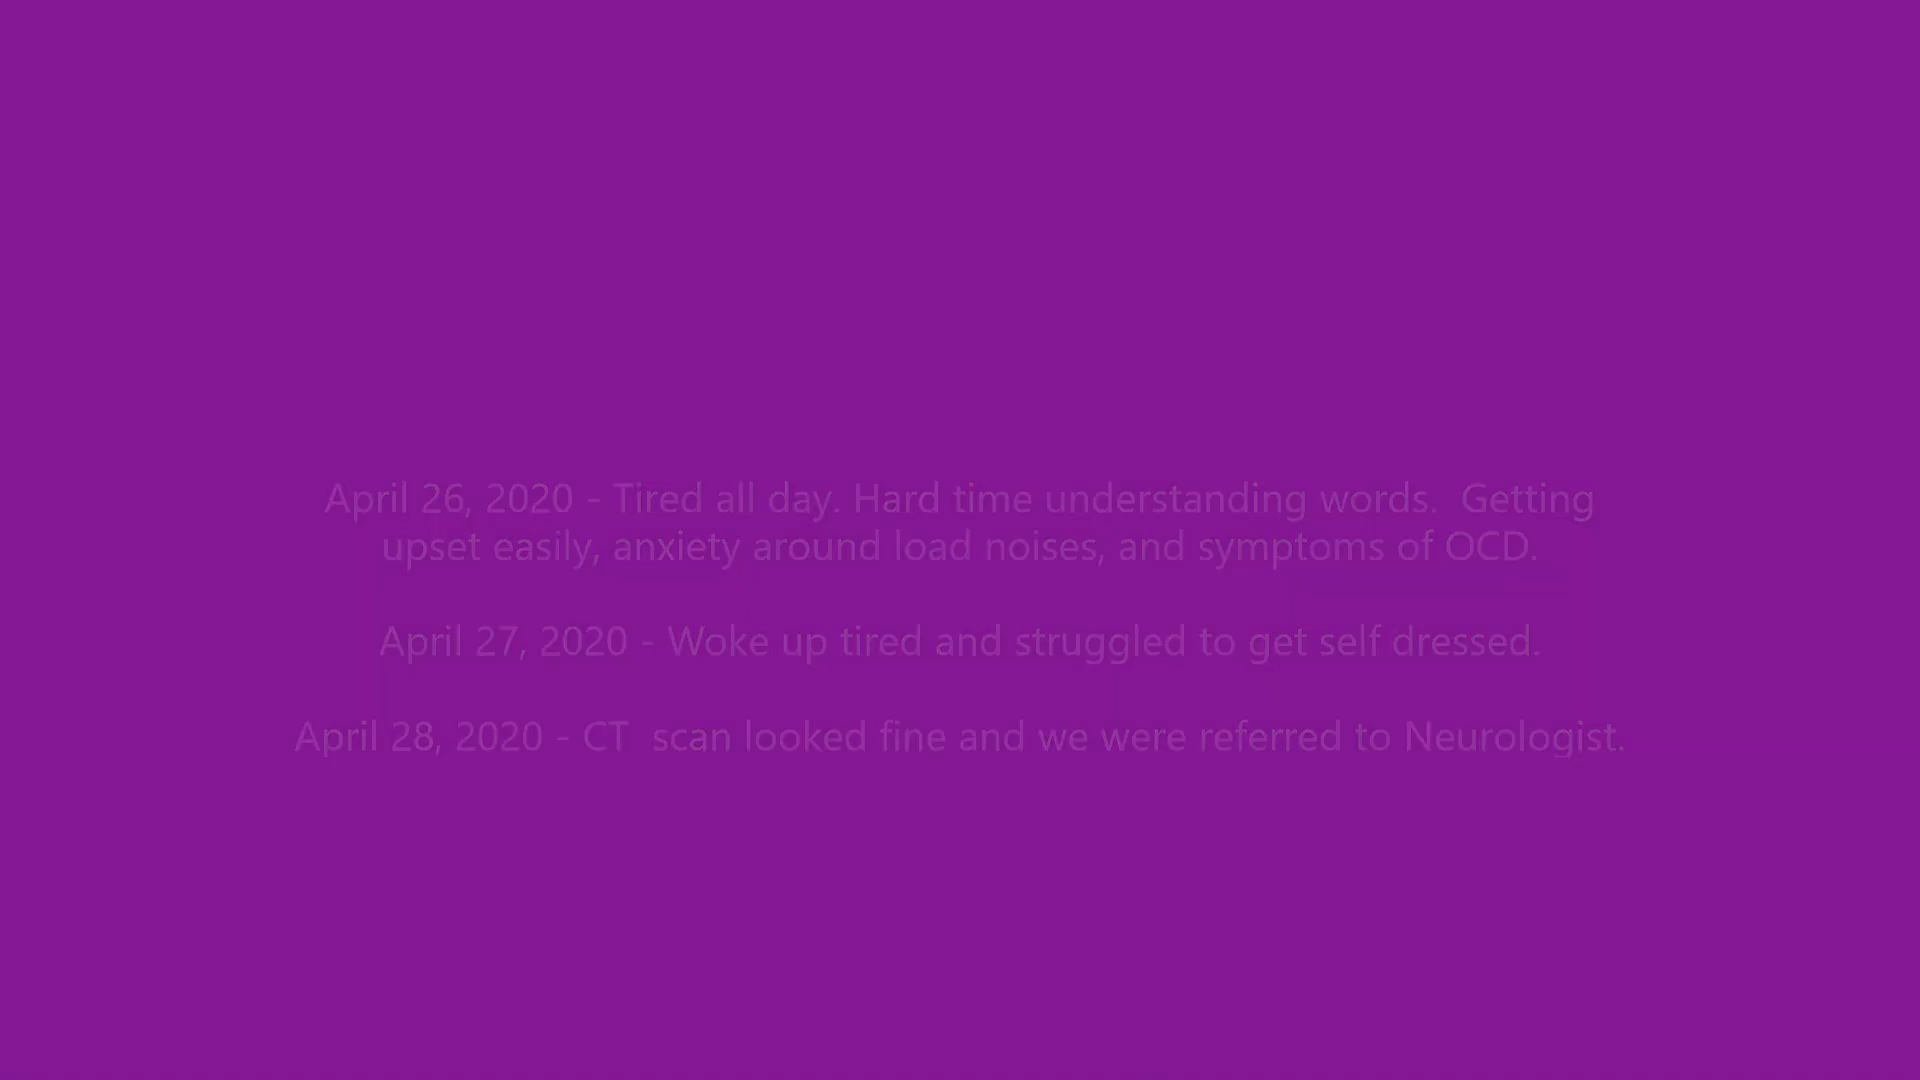 April 26, 2020 - Tired all day. Hard time understanding words.  Getting
upset easily, anxiety around load noises, and symptoms of OCD.
April 27, 2020 - Woke up tired and struggled to get self dressed.
April 28, 2020 - CT  scan looked fine and we were referred to Neurologist.